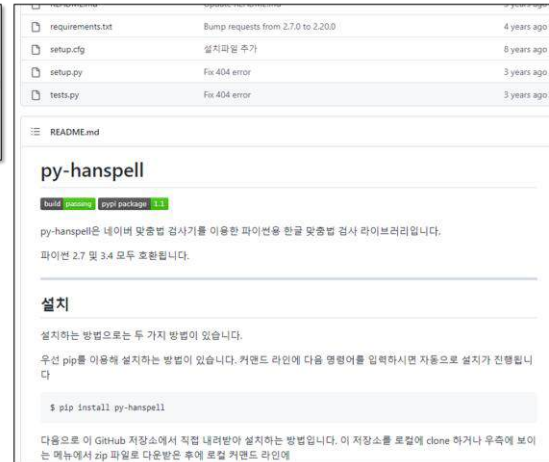 requirements.txt Bump requests from 2.7.0 to 2.20.0 4 years ago
setup.cfg 설치파일 추가 8 years ago
setup.py Fix 404 error 3 years ago
tests.py Fix 404 error 3 years ago
README.md
py-hanspell
build passing pypi package 1.1
py-hanspell은 네이버 맞춤법 검사기를 이용한 파이썬용 한글 맞춤법 검사 라이브러리입니다.
파이썬 2.7 및 3.4 모두 호환됩니다.
설치
설치하는 방법으로는 두 가지 방법이 있습니다.
우선 pip를 이용해 설치하는 방법이 있습니다. 커맨드 라인에 다음 명령어를 입력하시면 자동으로 설치가 진행됩니
다
$ pip install py-hanspell
다음으로 이 GitHub 저장소에서 직접 내려받아 설치하는 방법입니다. 이 저장소를 로컬에 clone 하거나 우측에 보이
는 메뉴에서 zip 파일로 다운받은 후에 로컬 커맨드 라인에